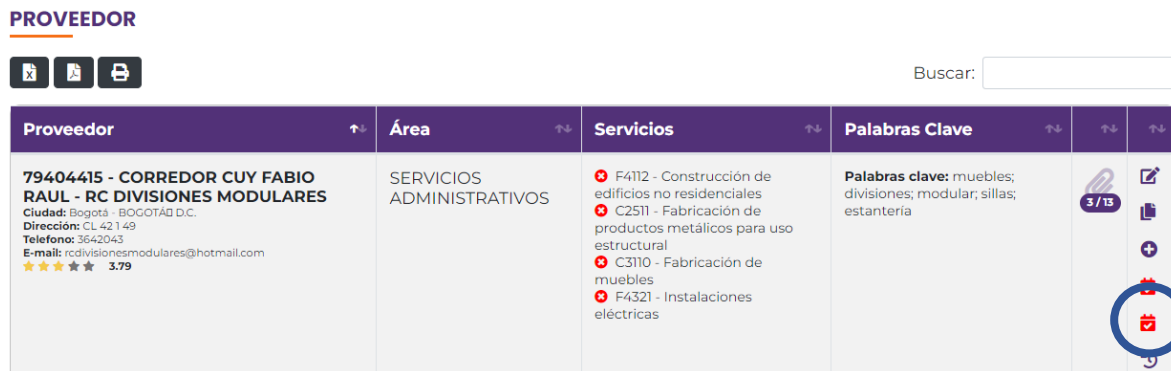 PROVEEDOR
Buscar:
Proveedor
Área
Servicios
Palabras Clave
79404415 - CORREDOR CUY FABIO
RAUL - RC DIVISIONES MODULARES
Ciudad: Bogotá - BOGOTÁ D.C.
Dirección: CL 42 1 49
Telefono: 3642043
E-mail: rcdivisionesmodulares@hotmail.com
3.79
SERVICIOS
ADMINISTRATIVOS
F4112 - Construcción de
edificios no residenciales
C2511 - Fabricación de
productos metálicos para uso
estructural
C3110 - Fabricación de
muebles
F4321 - Instalaciones
eléctricas
Palabras clave: muebles;
divisiones; modular; sillas;
estantería
3 / 13